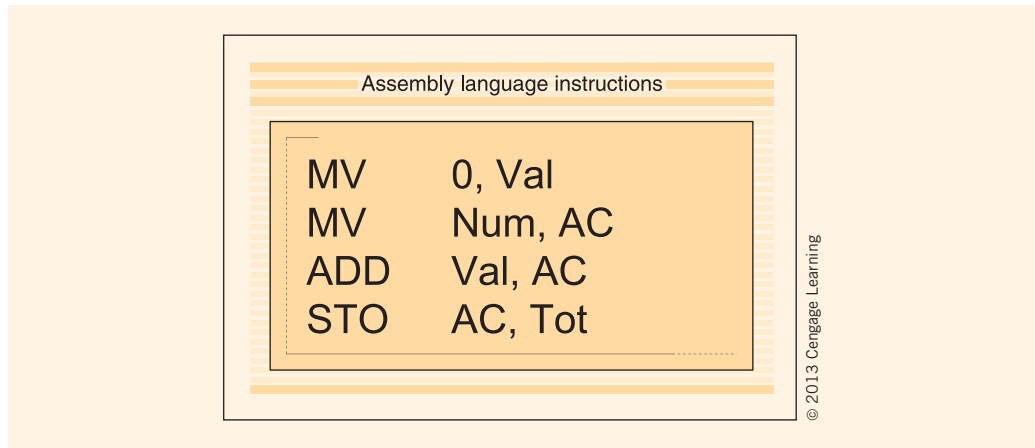 Assembly language instructions
MV 0, Val
MV Num, AC
ADD Val, AC
STO AC, Tot
© 2013 Cengage Learning